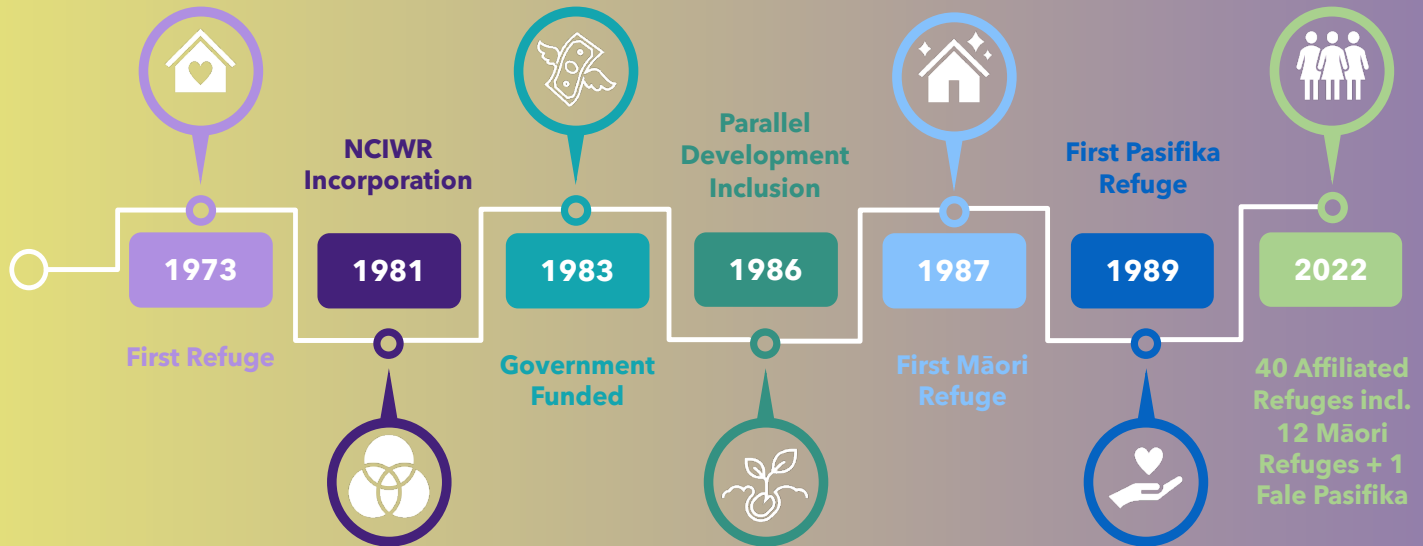 1973
First Refuge
NCIWR
Incorporation
1981
1983
Government
Funded
Parallel
Development
Inclusion
1986
1987
First Māori
Refuge
First Pasifika
Refuge
1989
2022
40 Affiliated
Refuges incl.
12 Māori
Refuges + 1
Fale Pasifika